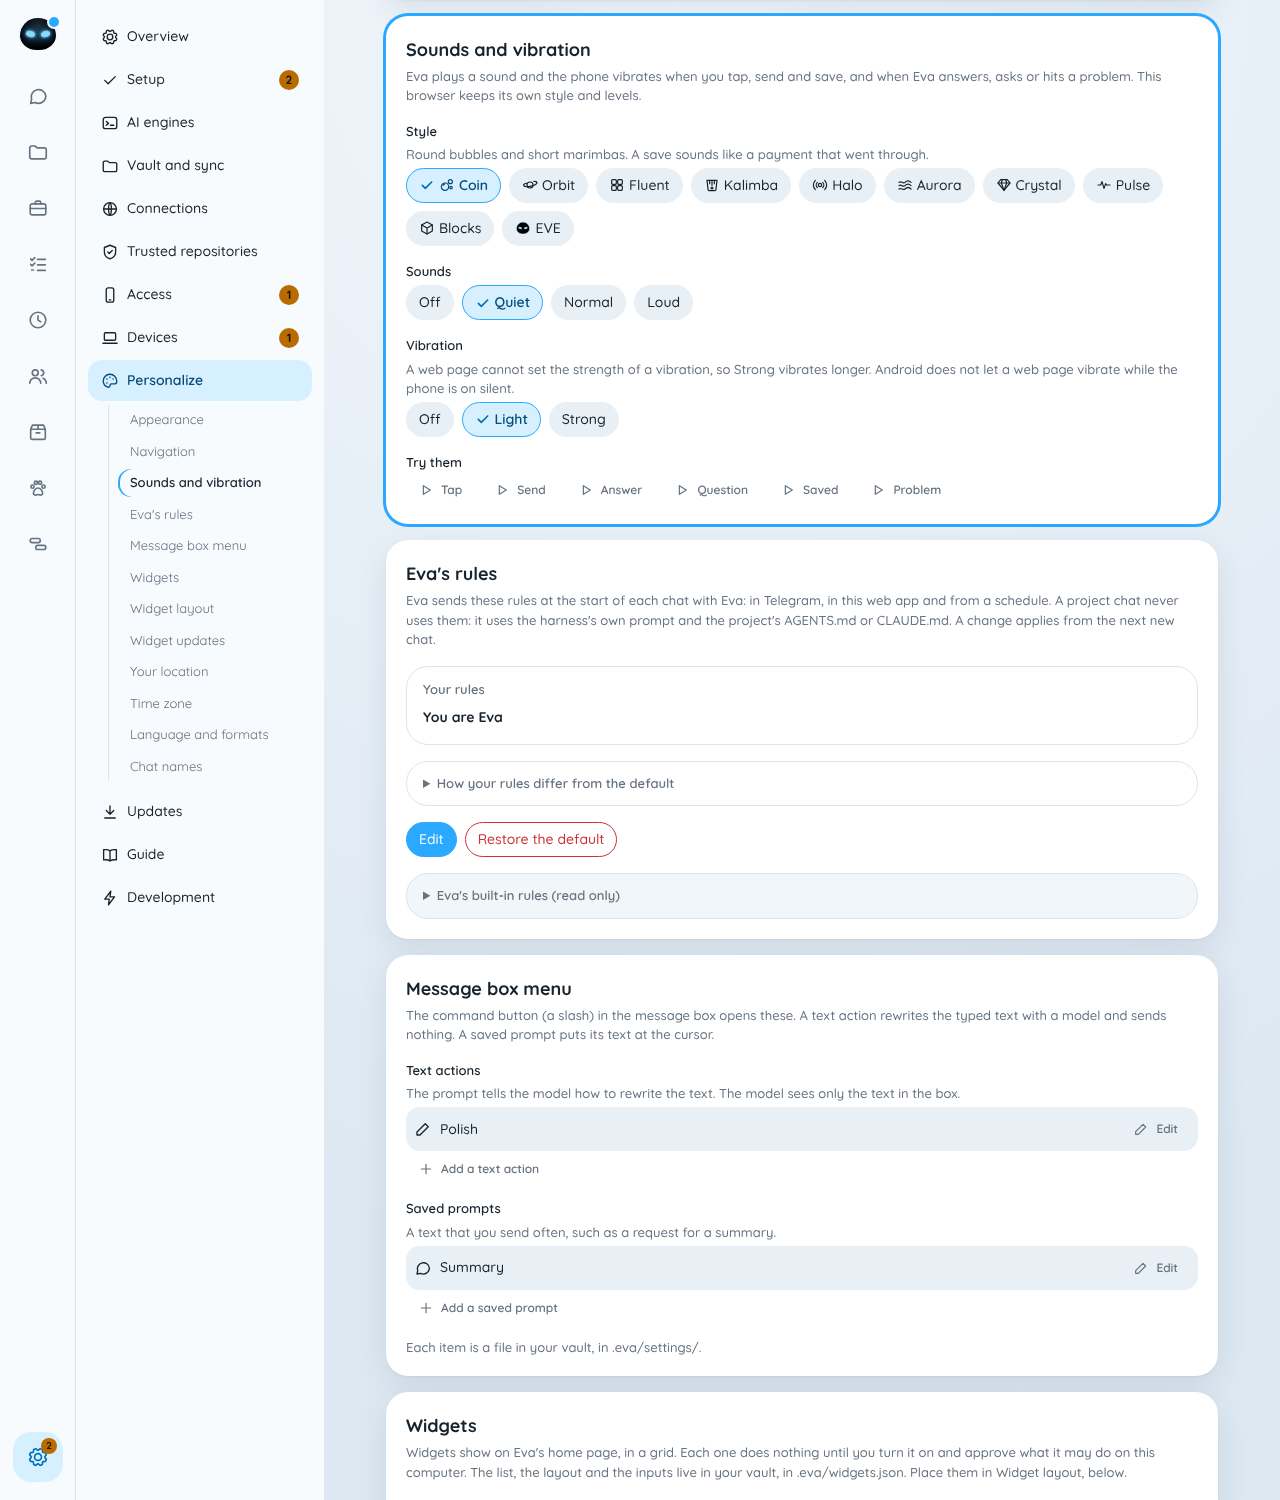 Overview
Setup
2
AI engines
Vault and sync
Connections
Trusted repositories
Access
1
Devices
1
Personalize
Appearance
Navigation
Sounds and vibration
Eva's rules
Message box menu
Widgets
Widget layout
Widget updates
Your location
Time zone
Language and formats
Chat names
Updates
Guide
Development
2
Sounds and vibration
Eva plays a sound and the phone vibrates when you tap, send and save, and when Eva answers, asks or hits a problem. This
browser keeps its own style and levels.
Style
Round bubbles and short marimbas. A save sounds like a payment that went through.
Coin Orbit Fluent Kalimba Halo Aurora Crystal Pulse
Blocks EVE
Sounds
Off Quiet Normal Loud
Vibration
A web page cannot set the strength of a vibration, so Strong vibrates longer. Android does not let a web page vibrate while the
phone is on silent.
Off Light Strong
Try them
Tap Send Answer Question Saved Problem
Eva's rules
Eva sends these rules at the start of each chat with Eva: in Telegram, in this web app and from a schedule. A project chat never
uses them: it uses the harness's own prompt and the project's AGENTS.md or CLAUDE.md. A change applies from the next new
chat.
Your rules
You are Eva
How your rules differ from the default
Edit Restore the default
Eva's built-in rules (read only)
Message box menu
The command button (a slash) in the message box opens these. A text action rewrites the typed text with a model and sends
nothing. A saved prompt puts its text at the cursor.
Text actions
The prompt tells the model how to rewrite the text. The model sees only the text in the box.
Polish Edit
Add a text action
Saved prompts
A text that you send often, such as a request for a summary.
Summary Edit
Add a saved prompt
Each item is a file in your vault, in .eva/settings/.
Widgets
Widgets show on Eva's home page, in a grid. Each one does nothing until you turn it on and approve what it may do on this
computer. The list, the layout and the inputs live in your vault, in .eva/widgets.json. Place them in Widget layout, below.